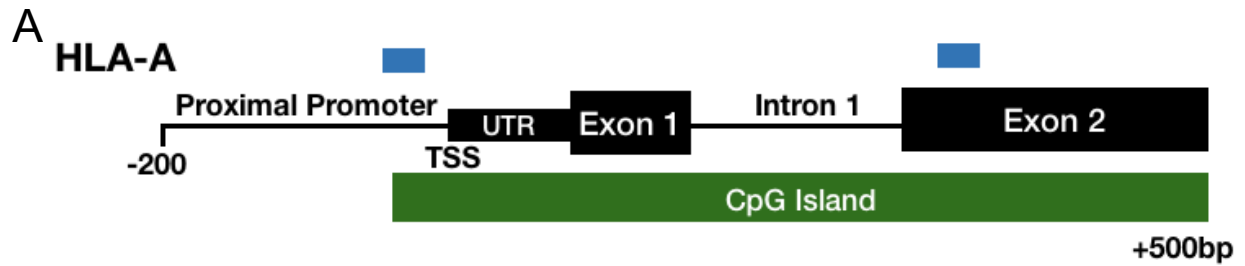 A
HLA-A
Proximal Promoter
Intron 1
UTR
Exon 1
Exon 2
-200
TSS
CpG Island
+500bp